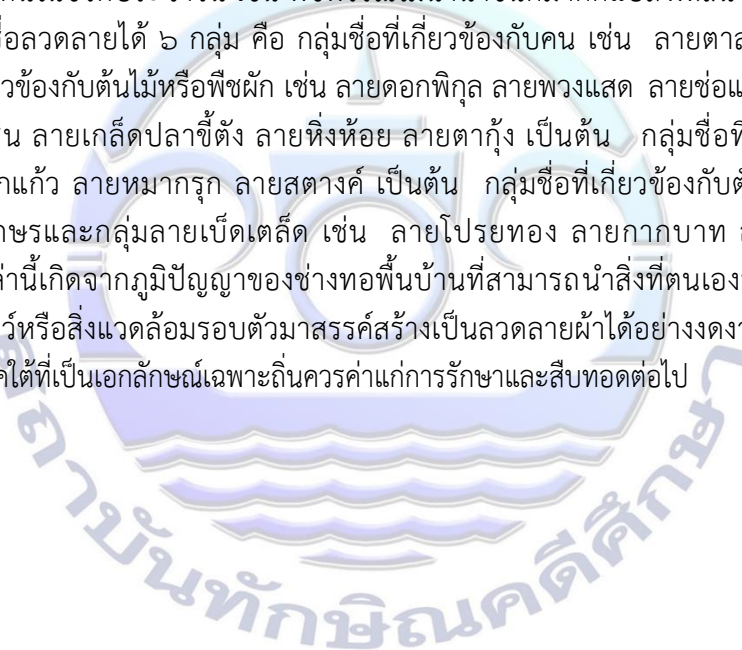 ชื่อลวดลายได้ ๖ กลุ่ม คือ กลุ่มชื่อที่เกี่ยวข้องกับคน เช่น ลายตาส
วข้องกับต้นไม้หรือพืชผัก เช่น ลายดอกพิกุล ลายพวงแสด ลายช่อแ
น ลายเกล็ดปลาขี้ตัง ลายหิ่งห้อย ลายตากุ้ง เป็นต้น กลุ่มชื่อที
กแก้ว ลายหมากรุก ลายสตางค์ เป็นต้น กลุ่มชื่อที่เกี่ยวข้องกับตั
กษรและกลุ่มลายเบ็ดเตล็ด เช่น ลายโปรยทอง ลายกากบาท
ล่านี้เกิดจากภูมิปัญญาของช่างทอพื้นบ้านที่สามารถนำสิ่งที่ตนเอง
ว์หรือสิ่งแวดล้อมรอบตัวมาสรรค์สร้างเป็นลวดลายผ้าได้อย่างงดงา
คใต้ที่เป็นเอกลักษณ์เฉพาะถิ่นควรค่าแก่การรักษาและสืบทอดต่อไป
สถาบันทักษิณคดีศึกษา